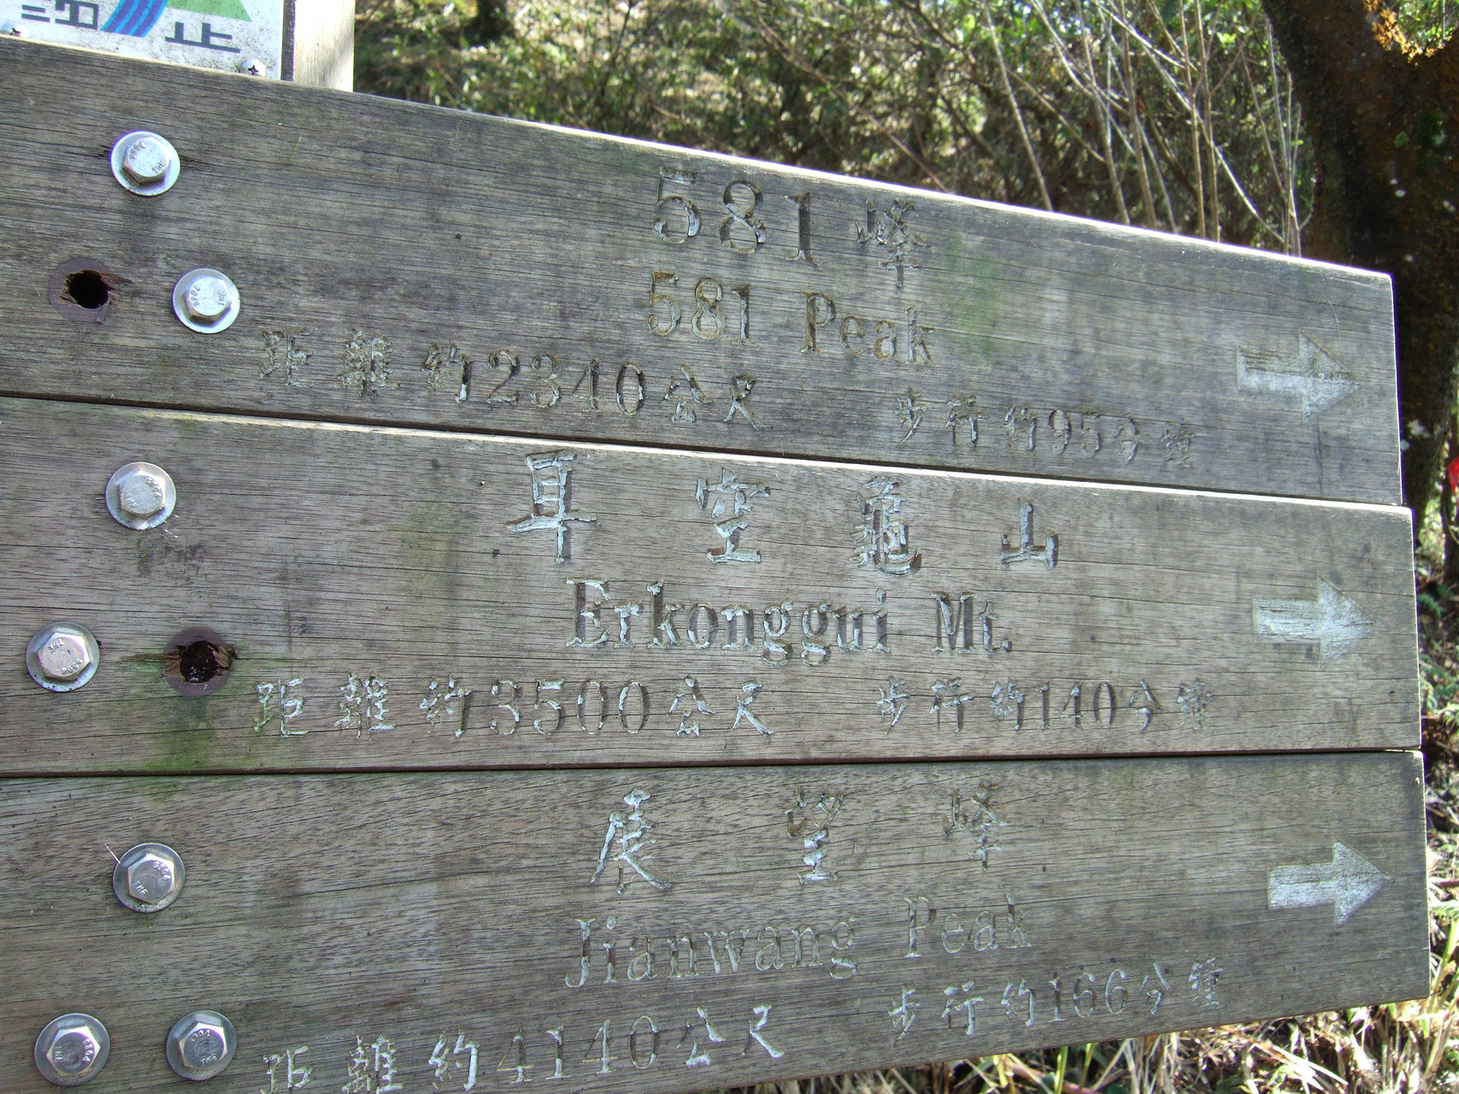 止
581峰
581 Peak
距離約2340公尺 步行約95分鐘
耳空龜山
Erkonggui Mt.
距離約3500公尺 步行約140分鐘
展望峰
Jianwang Peak
距離約4140公尺 步行約166分鐘